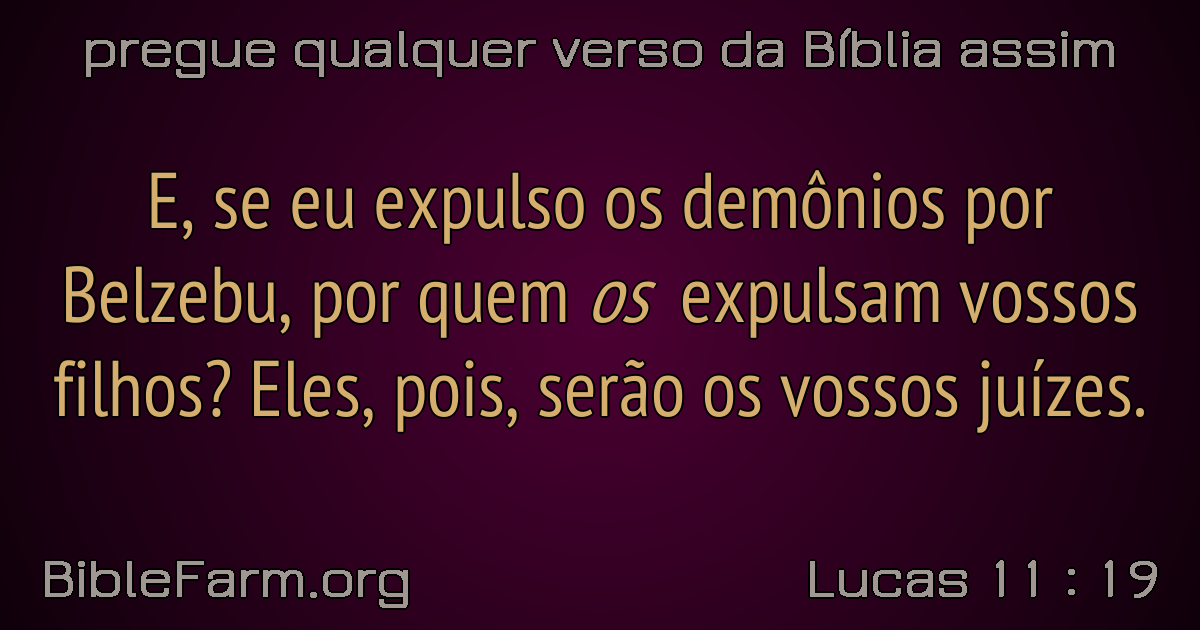 pregue qualquer verso da Bíblia assim
E, se eu expulso os demônios por
Belzebu, por quem os expulsam vossos
filhos? Eles, pois, serão os vossos juízes.
BibleFarm.org
Lucas 11 : 19